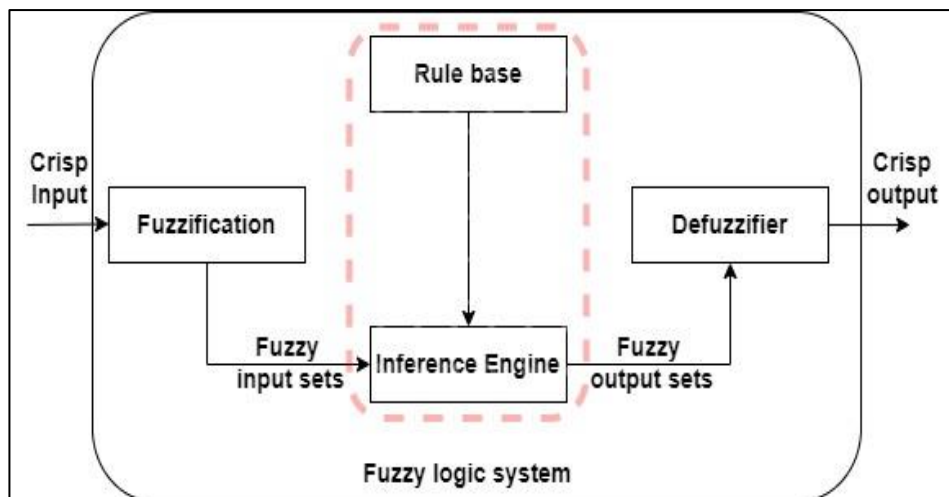 Rule base
Crisp
Input
Fuzzification
Crisp
output
Defuzzifier
Fuzzy
input sets
Inference Engine
Fuzzy
output sets
Fuzzy logic system